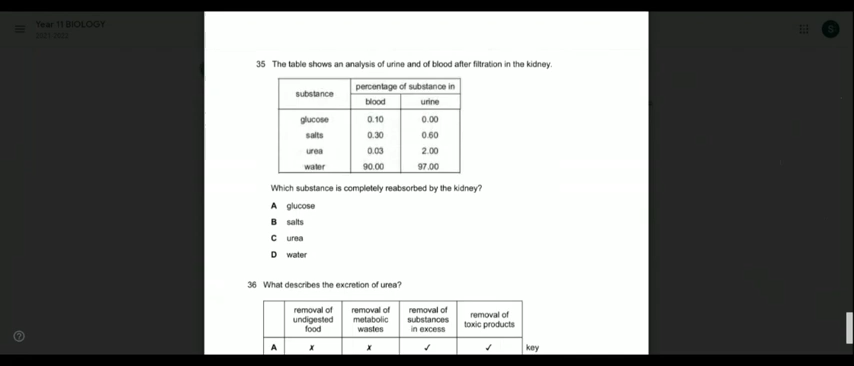 Year 11 BIOLOGY
2021-2022
S
35 The table shows an analysis of urine and of blood after filtration in the kidney.
substance percentage of substance in
blood urine
glucose 0.10 0.00
salts 0.30 0.60
urea 0.03 2.00
water 90.00 97.00
Which substance is completely reabsorbed by the kidney?
A glucose
B salts
C urea
D water
36 What describes the excretion of urea?
removal of undigested food removal of metabolic wastes removal of substances in excess removal of toxic products
A ✗ ✗ ✓ ✓ key